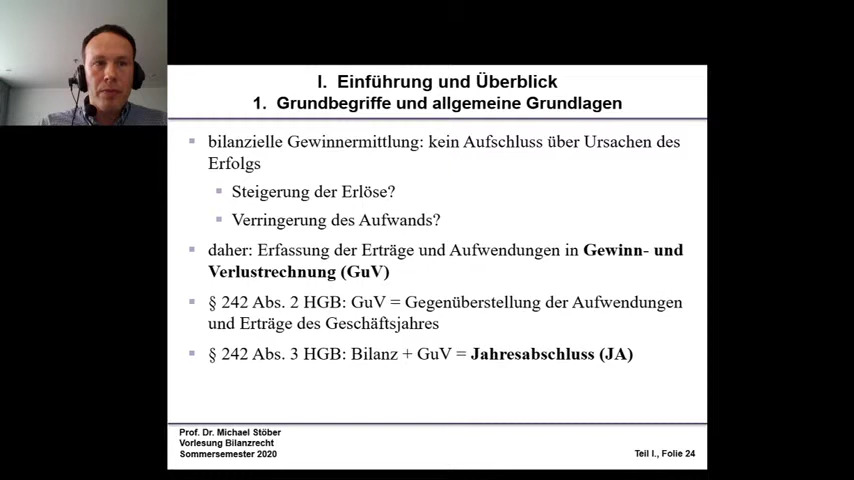 I. Einführung und Überblick
1. Grundbegriffe und allgemeine Grundlagen
bilanzielle Gewinnermittlung: kein Aufschluss über Ursachen des
Erfolgs
Steigerung der Erlöse?
Verringerung des Aufwands?
daher: Erfassung der Erträge und Aufwendungen in Gewinn- und
Verlustrechnung (GuV)
§ 242 Abs. 2 HGB: GuV = Gegenüberstellung der Aufwendungen
und Erträge des Geschäftsjahres
§ 242 Abs. 3 HGB: Bilanz + GuV = Jahresabschluss (JA)
Prof. Dr. Michael Stöber
Vorlesung Bilanzrecht
Sommersemester 2020
Teil I., Folie 24